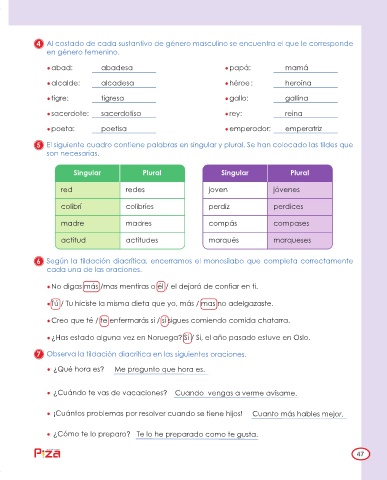 4 Al costado de cada sustantivo de género masculino se encuentra el que le corresponde
en género femenino.
• abad: abadesa • papá: mamá
• alcalde: alcadesa • héroe: heroína
• tigre: tigresa • gallo: gallina
• sacerdote: sacerdotisa • rey: reina
• poeta: poetisa • emperador: emperatriz
5 El siguiente cuadro contiene palabras en singular y plural. Se han colocado las tildes que
son necesarias.
Singular Plural Singular Plural
red redes joven jóvenes
colibrí colibríes perdiz perdices
madre madres compás compases
actitud actitudes marqués marqueses
6 Según la tildación diacrítica, encerramos el monosílabo que completa correctamente
cada una de las oraciones.
• No digas más /mas mentiras o él / el dejará de confiar en ti.
• Tú / Tu hiciste la misma dieta que yo, más / mas no adelgazaste.
• Creo que té / te enfermarás si / sí sigues comiendo comida chatarra.
• ¿Has estado alguna vez en Noruega? Sí / Si, el año pasado estuve en Oslo.
7 Observa la tildación diacrítica en las siguientes oraciones.
• ¿Qué hora es? Me pregunto que hora es.
• ¿Cuándo te vas de vacaciones? Cuando vengas a verme avísame.
• ¡Cuántos problemas por resolver cuando se tiene hijos! Cuanto más hables mejor.
• ¿Cómo te lo preparo? Te lo he preparado como te gusta.
Pizá
47